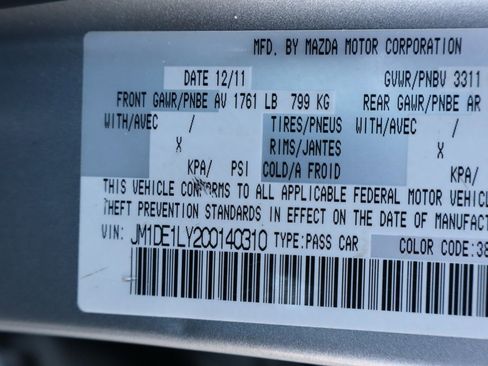 MFD. BY MAZDA MOTOR CORPORATION
DATE 12/11 GVWR/PNBV 3311
FRONT GAWR/PNBE AV 1761 LB 799 KG REAR GAWR/PNBE AR
WITH/AVEC / TIRES/PNEUS WITH/AVEC /
X RIMS/JANTES X
KPA/ PSI COLD/A FROID KPA/
THIS VEHICLE CONFORMS TO ALL APPLICABLE FEDERAL MOTOR VEHICL
THEFT PREVENTION STANDARDS IN EFFECT ON THE DATE OF MANUFACT
VIN: JM1DE1LY2C0140310 TYPE:PASS CAR COLOR CODE:38